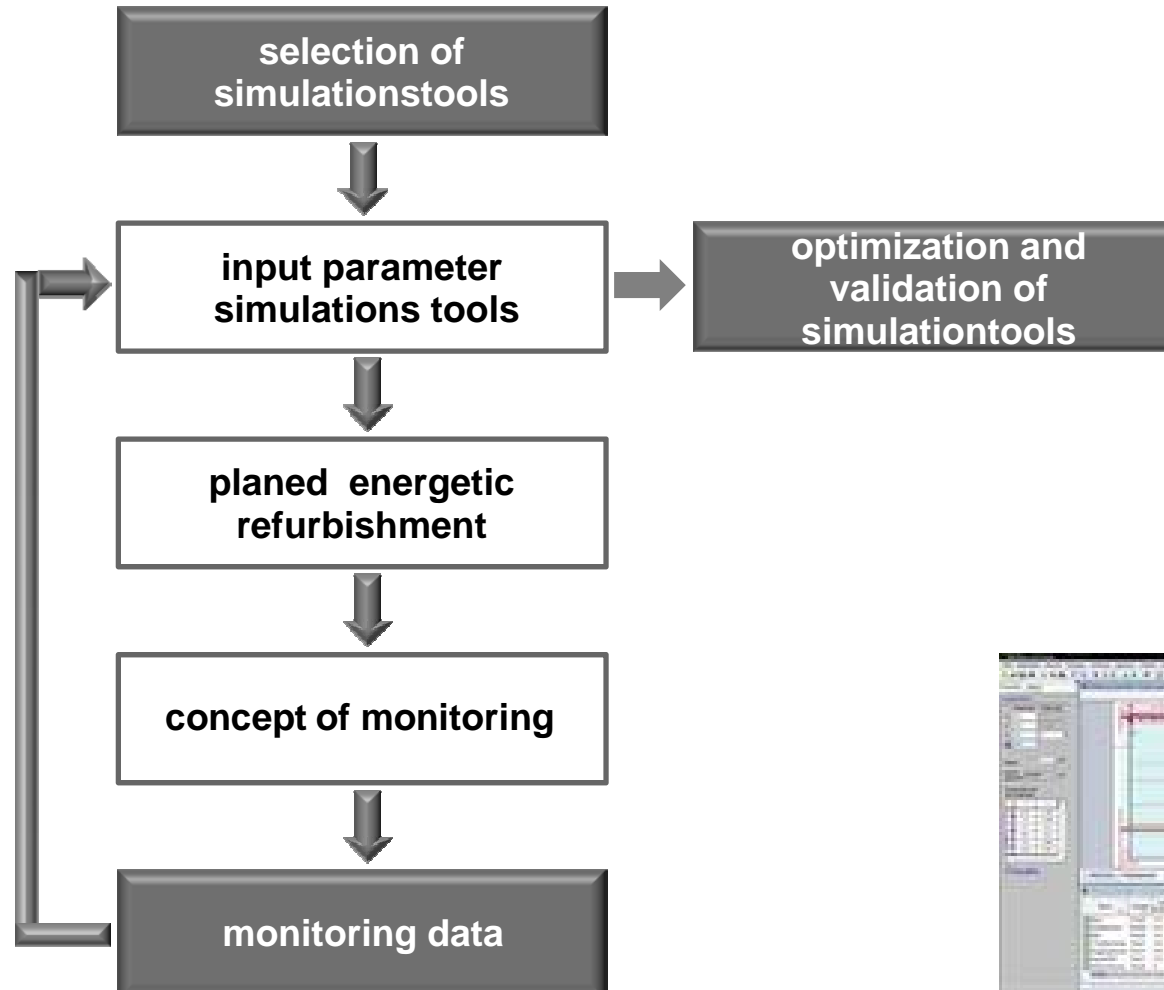 selection of
simulationstools
input parameter
simulations tools
optimization and
validation of
simulationtools
planed energetic
refurbishment
concept of monitoring
monitoring data